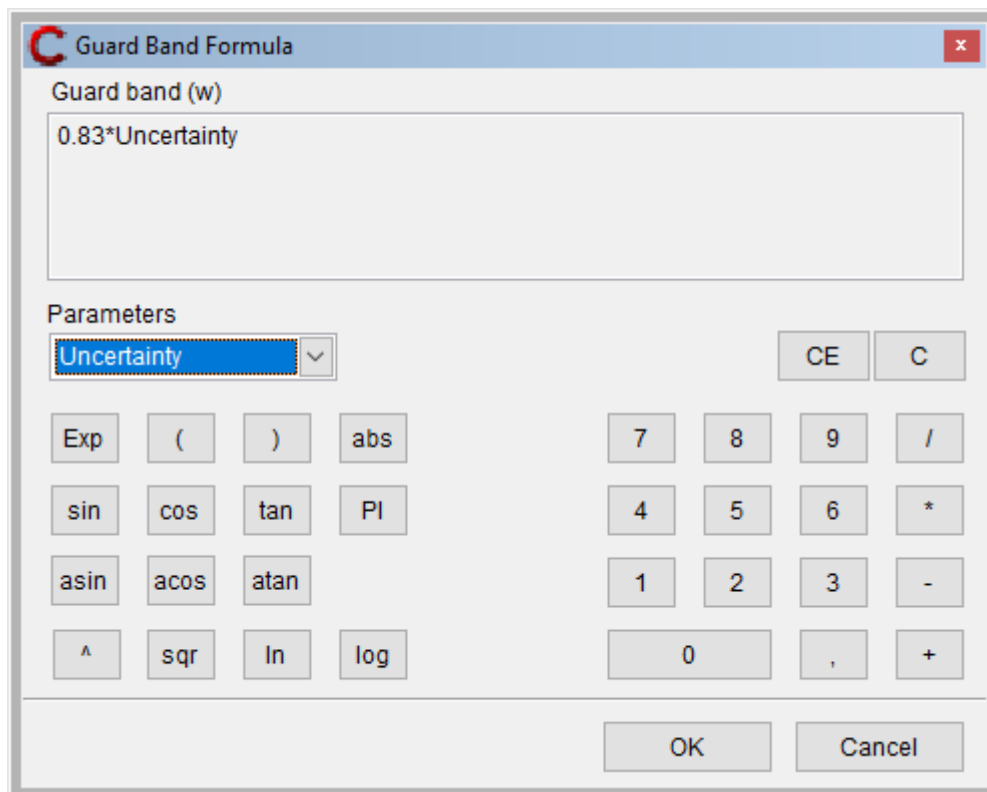 Guard Band Formula
x
Guard band (w)
0.83*Uncertainty
Parameters
Uncertainty
CE C
Exp ( ) abs 7 8 9 /
sin cos tan PI 4 5 6 *
asin acos atan 1 2 3 -
^ sqr ln log 0 , +
OK Cancel